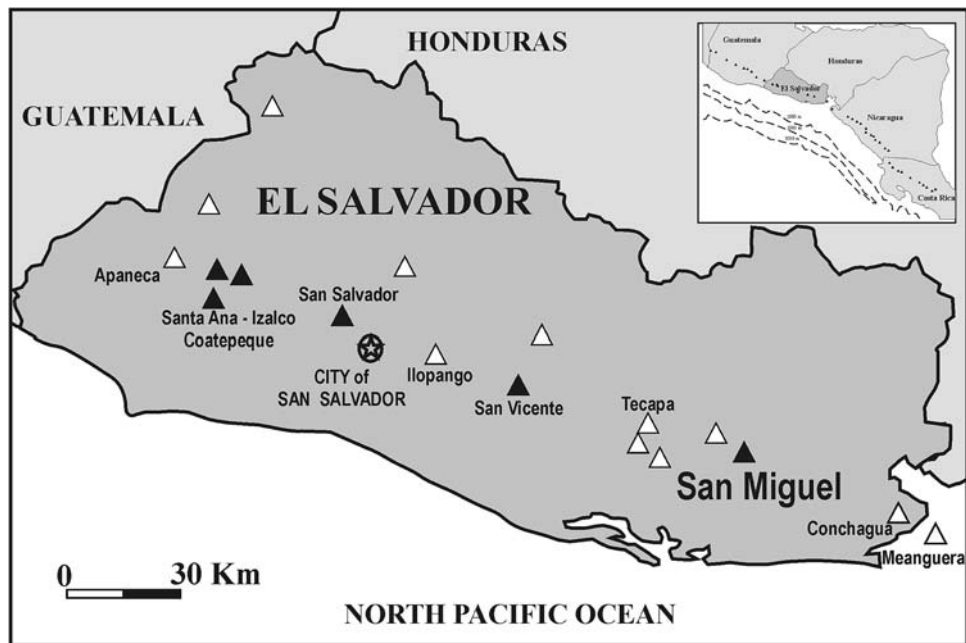 HONDURAS
GUATEMALA
EL SALVADOR
Apaneca
Santa Ana - Izalco
Coatepeque
San Salvador
CITY of
SAN SALVADOR
Ilopango
San Vicente
Tecapa
San Miguel
Conchagua
Meanguera
0 30 Km
NORTH PACIFIC OCEAN
Guatemala
Honduras
El Salvador
Nicaragua
Costa Rica